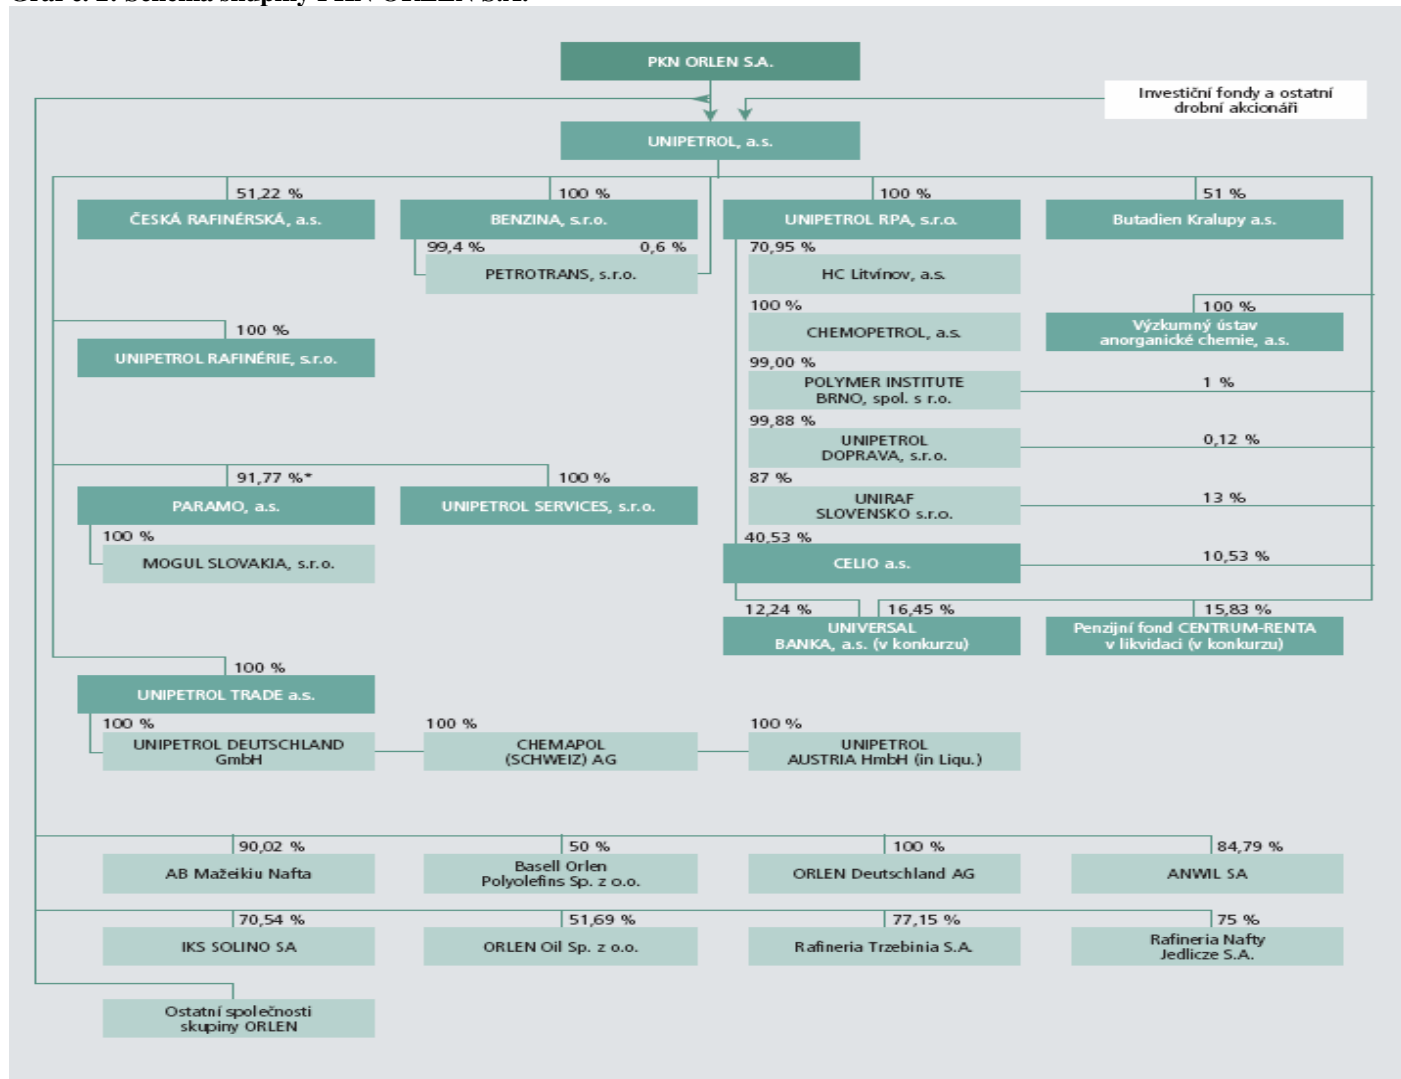 PKN ORLEN S.A.
Investiční fondy a ostatní
drobní akcionáři
UNIPETROL, a.s.
51,22 %
100 %
100 %
51 %
ČESKÁ RAFINÉRSKÁ, a.s.
BENZINA, s.r.o.
UNIPETROL RPA, s.r.o.
Butadien Kralupy a.s.
99,4 %
0,6 %
70,95 %
PETROTRANS, s.r.o.
HC Litvínov, a.s.
100 %
100 %
100 %
CHEMOPETROL, a.s.
Výzkumný ústav
anorganické chemie, a.s.
UNIPETROL RAFINÉRIE, s.r.o.
99,00 %
POLYMER INSTITUTE
BRNO, spol. s r.o.
1 %
99,88 %
UNIPETROL
DOPRAVA, s.r.o.
0,12 %
91,77 %*
100 %
87 %
PARAMO, a.s.
UNIPETROL SERVICES, s.r.o.
UNIRAF
SLOVENSKO s.r.o.
13 %
100 %
40,53 %
MOGUL SLOVAKIA, s.r.o.
CELIO a.s.
10,53 %
12,24 %
16,45 %
15,83 %
UNIVERSAL
BANKA, a.s. (v konkurzu)
Penzijní fond CENTRUM-RENTA
v likvidaci (v konkurzu)
100 %
UNIPETROL TRADE a.s.
100 %
100 %
100 %
UNIPETROL DEUTSCHLAND
GmbH
CHEMAPOL
(SCHWEIZ) AG
UNIPETROL
AUSTRIA HmbH (in Liqu.)
90,02 %
50 %
100 %
84,79 %
AB Mažeikiu Nafta
Basell Orlen
Polyolefins Sp. z o.o.
ORLEN Deutschland AG
ANWIL SA
70,54 %
51,69 %
77,15 %
75 %
IKS SOLINO SA
ORLEN Oil Sp. z o.o.
Rafineria Trzebinia S.A.
Rafineria Nafty
Jedlicze S.A.
Ostatní společnosti
skupiny ORLEN